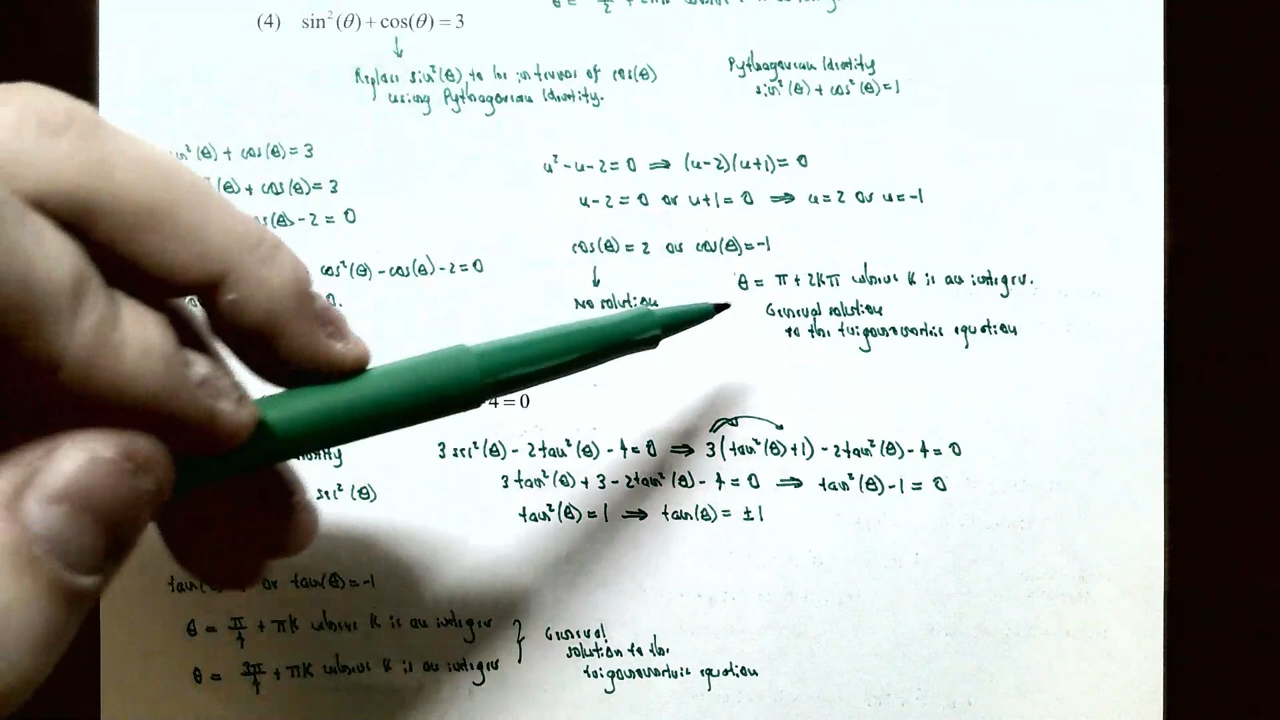 (4) sin²(θ) + cos(θ) = 3
Replace sin²(θ) to be in terms of cos(θ)
using Pythagorean Identity.
Pythagorean Identity
sin²(θ) + cos²(θ) = 1
sin²(θ) + cos(θ) = 3
(θ) + cos(θ) = 3
cos(θ) - 2 = 0
cos²(θ) - cos(θ) - 2 = 0
u² - u - 2 = 0 ⇒ (u-2)(u+1) = 0
u - 2 = 0 or u + 1 = 0 ⇒ u = 2 or u = -1
cos(θ) = 2 or cos(θ) = -1
No solution
θ = π + 2kπ where k is an integer.
General solution
to the trigonometric equation
4 = 0
sec²(θ)
3 sec²(θ) - 2tan²(θ) - 4 = 0 ⇒ 3(tan²(θ) + 1) - 2tan²(θ) - 4 = 0
3tan²(θ) + 3 - 2tan²(θ) - 4 = 0 ⇒ tan²(θ) - 1 = 0
tan²(θ) = 1 ⇒ tan(θ) = ±1
tan( or tan(θ) = -1
θ = π/4 + πk where k is an integer
θ = 3π/4 + πk where k is an integer
} General
solution to the
trigonometric equation